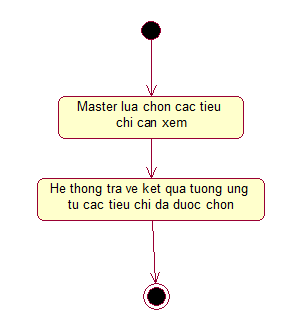 Master lua chon cac tieu
chi can xem
He thong tra ve ket qua tuong ung
tu cac tieu chi da duoc chon